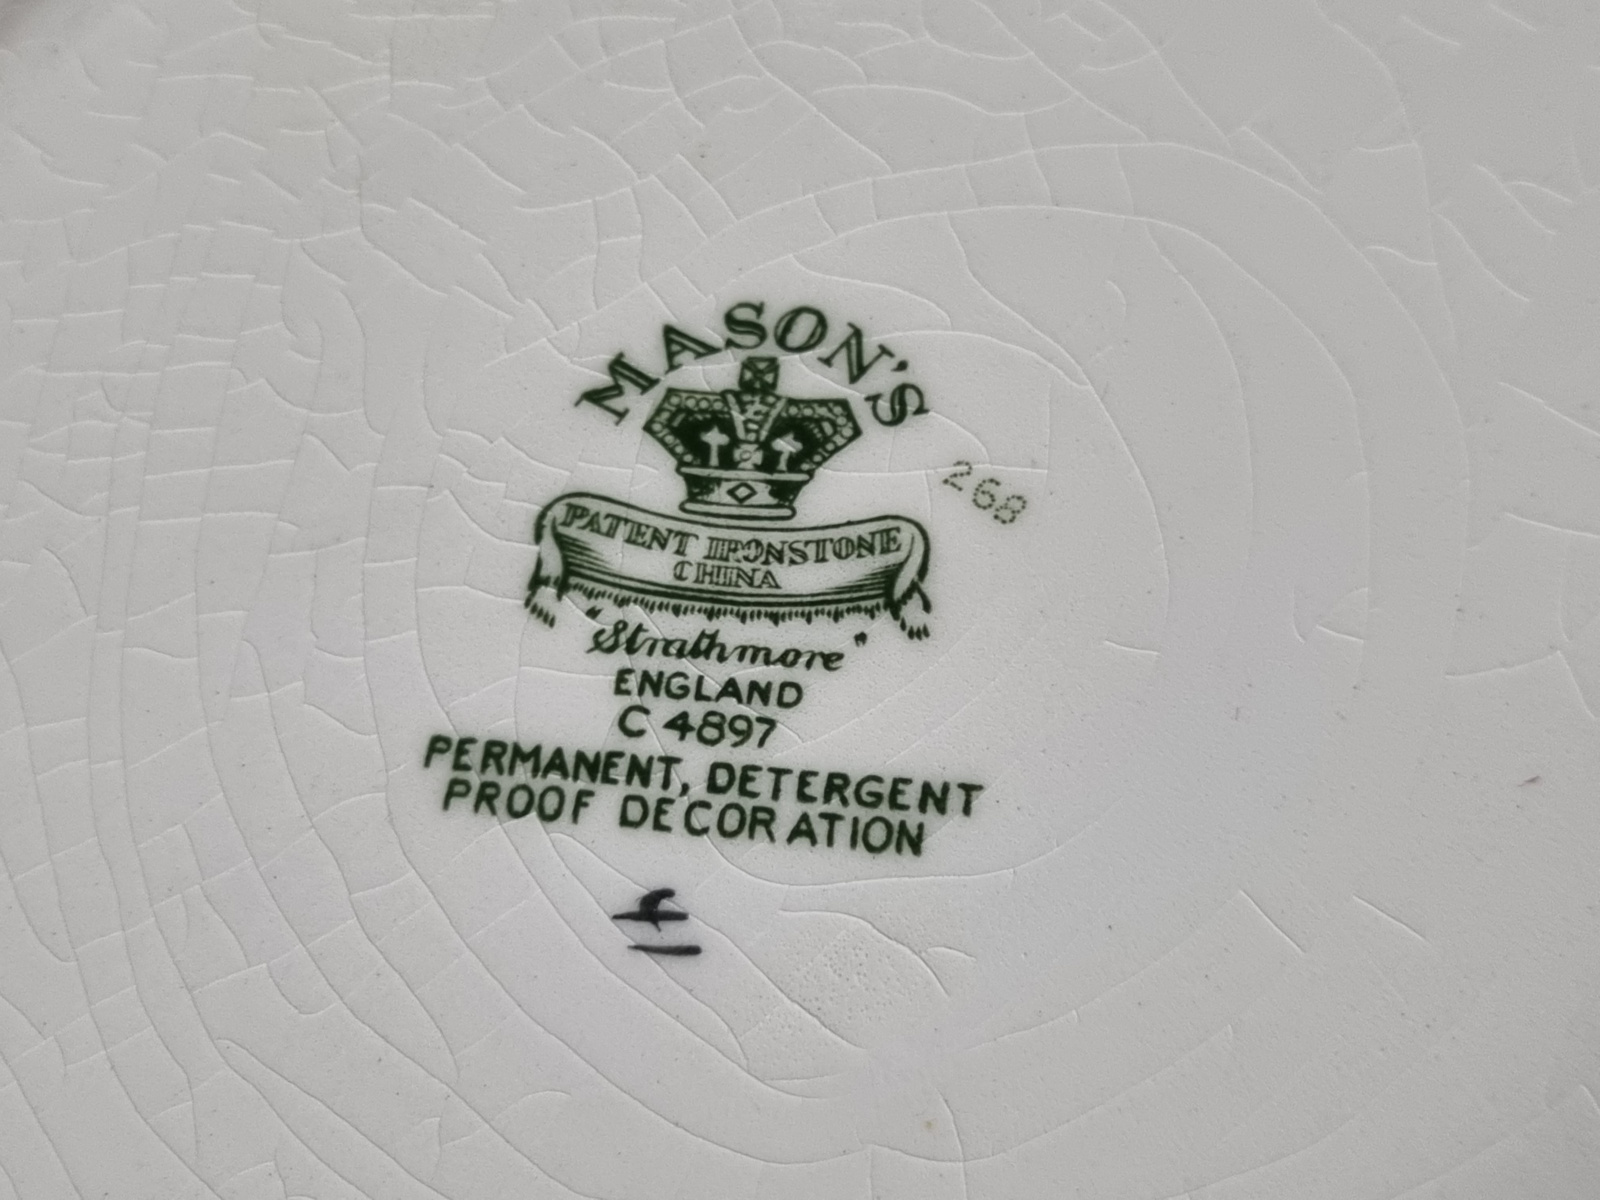 MASON'S
268
PATENT IRONSTONE
CHINA
"Strathmore"
ENGLAND
C 4897
PERMANENT, DETERGENT
PROOF DECORATION